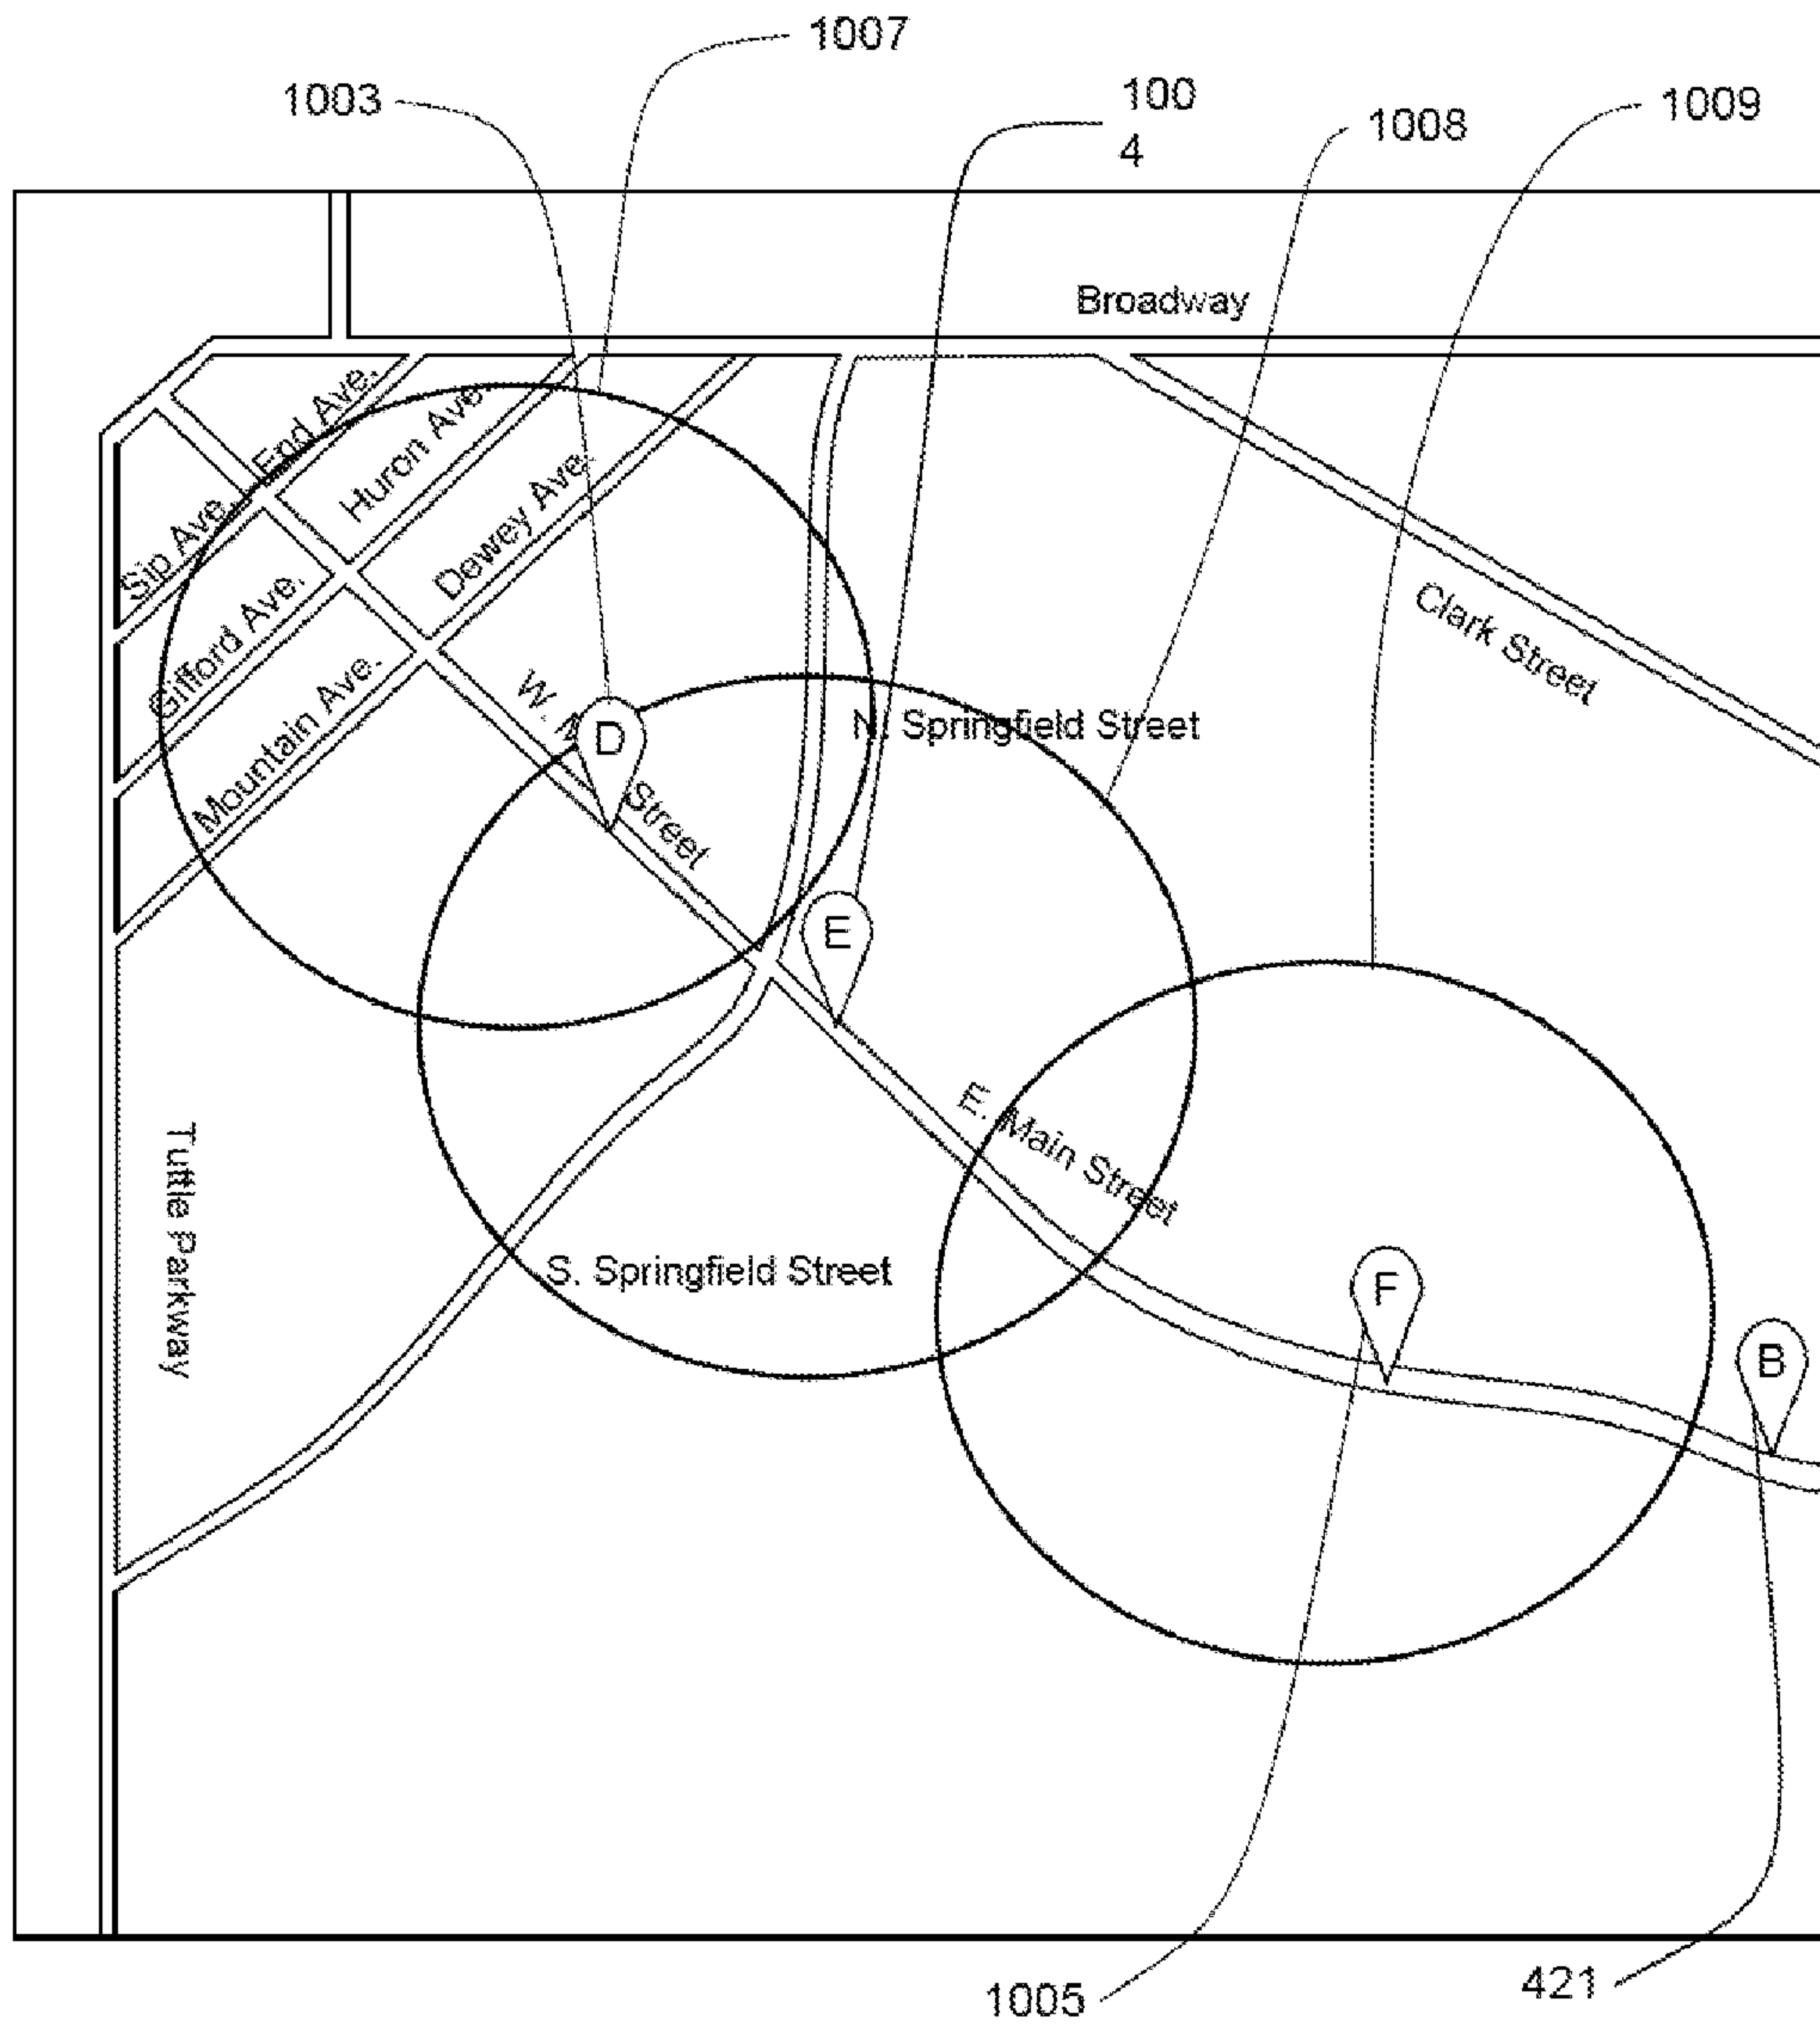 1007
1003
100
4
1008
1009
Broadway
End Ave.
Huron Ave.
Sip Ave.
Dewey Ave.
Gifford Ave.
Mountain Ave.
Clark Street
W.
Street
D
N. Springfield Street
E
E. Main Street
Tuttle Parkway
S. Springfield Street
F
B
1005
421